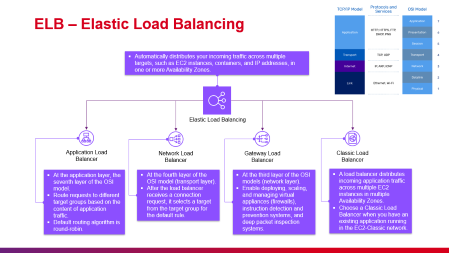 ELB – Elastic Load Balancing
TCP/IP Model
Protocols and
Services
OSI Model
Application
HTTP, HTTPS, FTP
Application
Presentation
Session
Transport
TCP, UDP
Transport
Network
Physical
• Automatically distributes your incoming traffic across multiple
targets, such as EC2 instances, containers, and IP addresses, in
one or more Availability Zones.
Elastic Load Balancing
Application Load
Balancer
Network Load
Balancer
Gateway Load
Balancer
Classic Load
Balancer
• At the application layer, the
seventh layer of the OSI
model.
• Route requests to different
target groups based on the
content of application
traffic.
• Default routing algorithm is
round-robin
• At the fourth layer of the OSI
model (transport layer).
• After the load balancer
receives a connection
request, it selects a target
from the target group for
the default rule.
• At the third layer of the OSI
models (network layer).
• Enable deploying, scaling,
and managing virtual
appliances (firewalls),
instruction detection and
prevention systems, and
deep packet inspection
systems.
• A load balancer distributes
incoming application traffic
across multiple EC2
instances in multiple
Availability Zones.
• Choose a Classic Load
Balancer when you have an
existing application running
in the EC2-Classic network